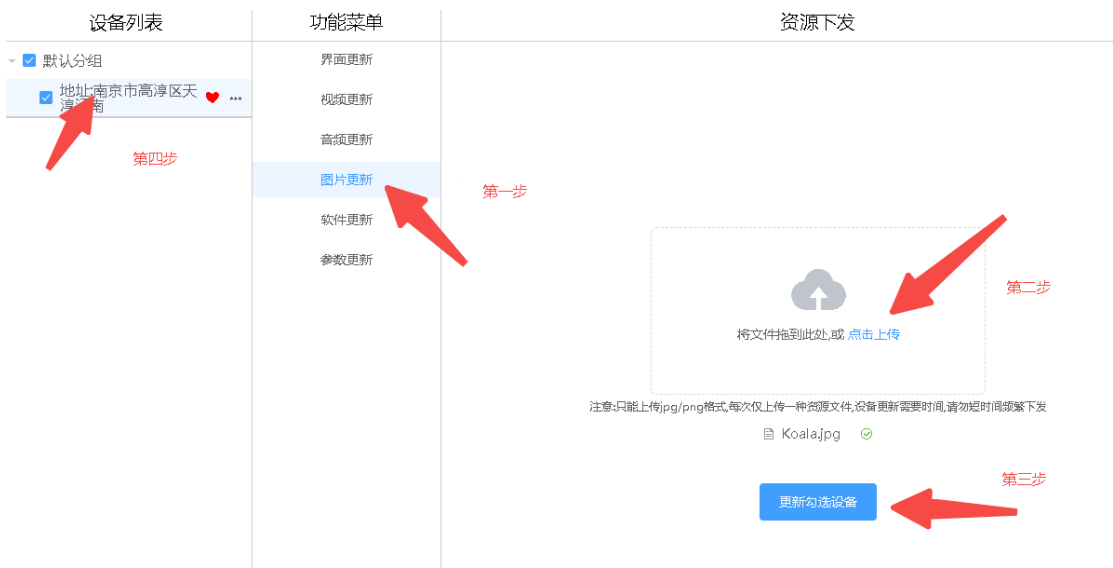 设备列表
功能菜单
资源下发
默认分组
地址:南京市高淳区天
南
第四步
界面更新
视频更新
音频更新
图片更新
软件更新
参数更新
第一步
第二步
将文件拖到此处,或 点击上传
注意:只能上传jpg/png格式,每次仅上传一种资源文件,设备更新需要时间,请勿短时间频繁下发
Koala.jpg
第三步
更新勾选设备